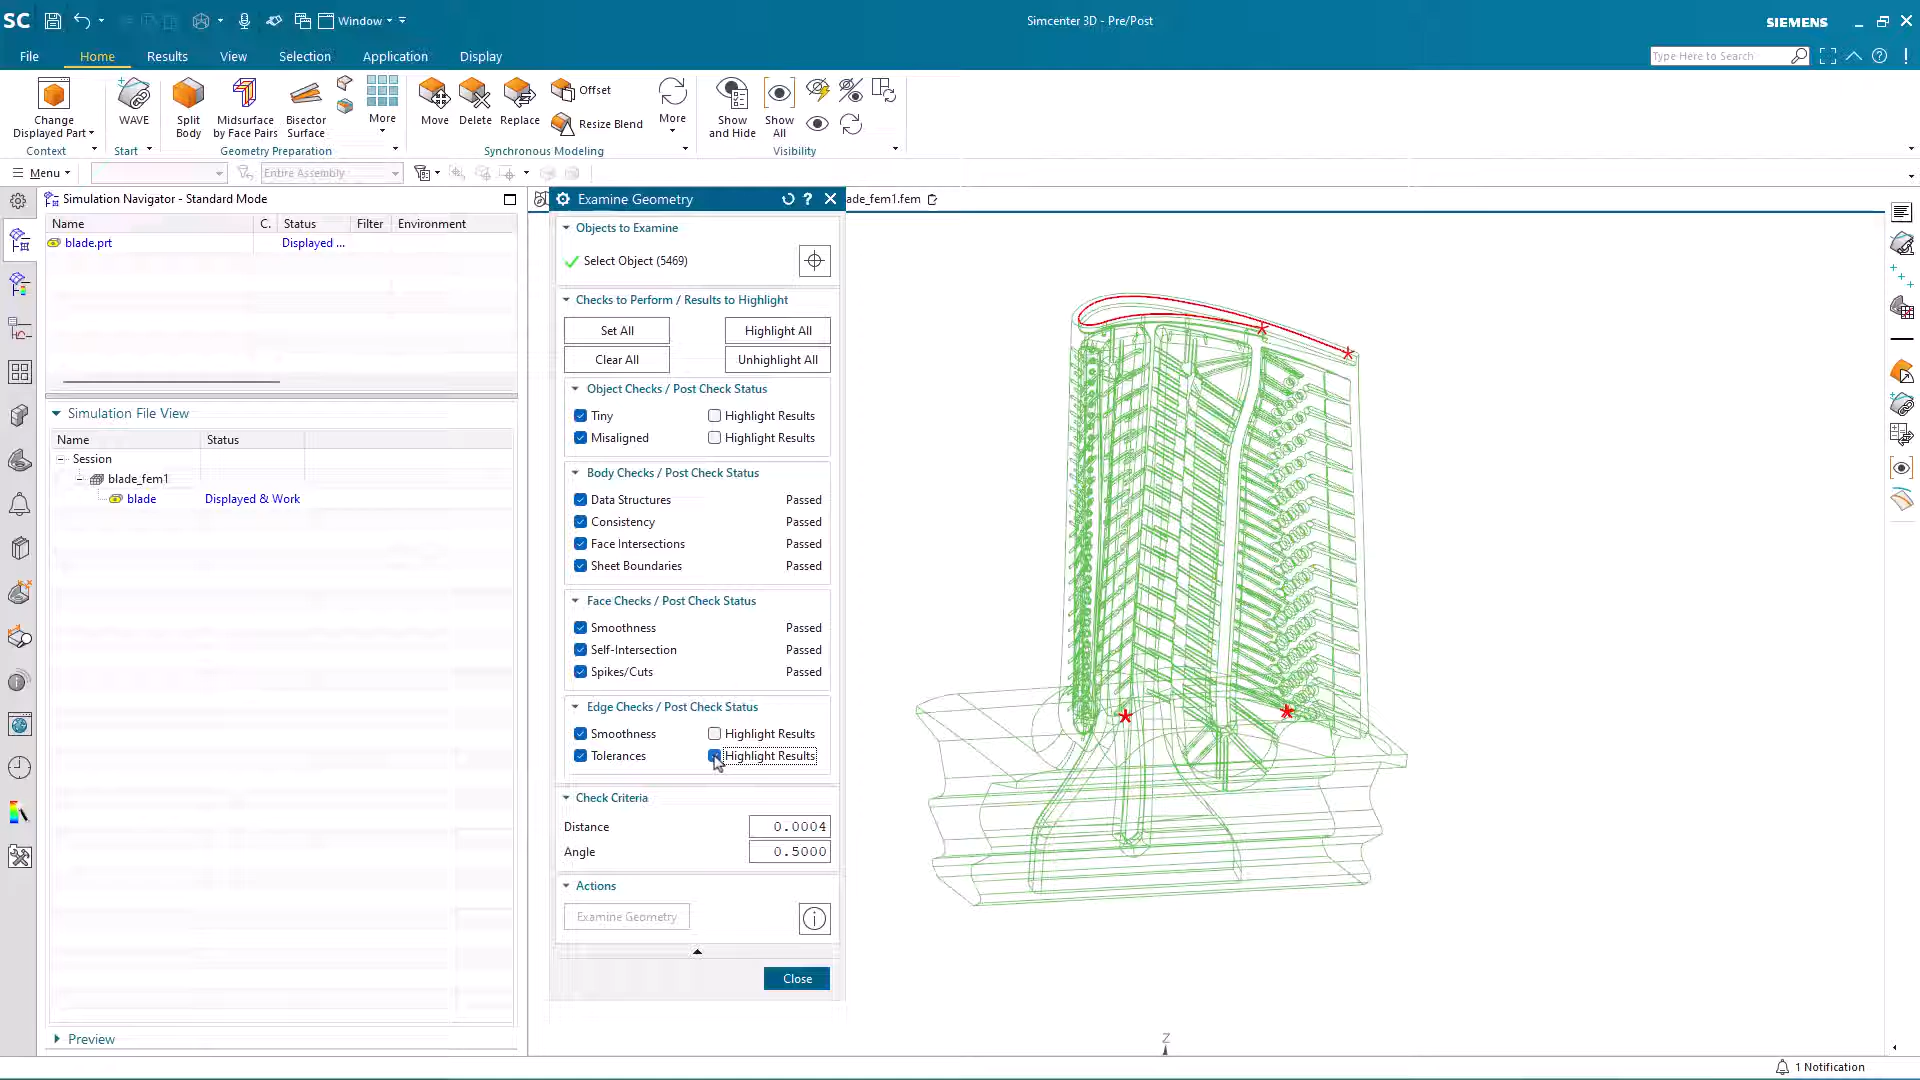 SC
Window
Simcenter 3D - Pre/Post
SIEMENS
File Home Results View Selection Application Display
Type Here to Search
Change Displayed Part
WAVE
Split Body
Midsurface by Face Pairs
Bisector Surface
More
Move
Delete
Replace
Offset
Resize Blend
More
Show and Hide
Show All
Context
Start
Geometry Preparation
Synchronous Modeling
Visibility
Menu
Entire Assembly
Simulation Navigator - Standard Mode
Name C. Status Filter Environment
blade.prt Displayed ...
Simulation File View
Name Status
Session
blade_fem1
blade Displayed & Work
Preview
Examine Geometry
ade_fem1.fem
Objects to Examine
Select Object (5469)
Checks to Perform / Results to Highlight
Set All Highlight All
Clear All Unhighlight All
Object Checks / Post Check Status
Tiny Highlight Results
Misaligned Highlight Results
Body Checks / Post Check Status
Data Structures Passed
Consistency Passed
Face Intersections Passed
Sheet Boundaries Passed
Face Checks / Post Check Status
Smoothness Passed
Self-Intersection Passed
Spikes/Cuts Passed
Edge Checks / Post Check Status
Smoothness Highlight Results
Tolerances Highlight Results
Check Criteria
Distance 0.0004
Angle 0.5000
Actions
Examine Geometry
Close
Z
1 Notification